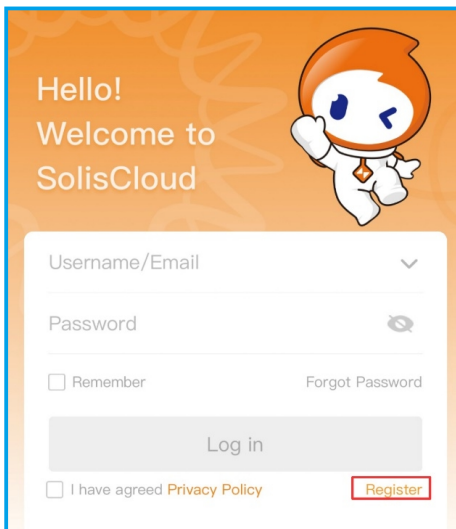 Hello!
Welcome to
SolisCloud
Username/Email
Password
Remember Forgot Password
Log in
I have agreed Privacy Policy Register